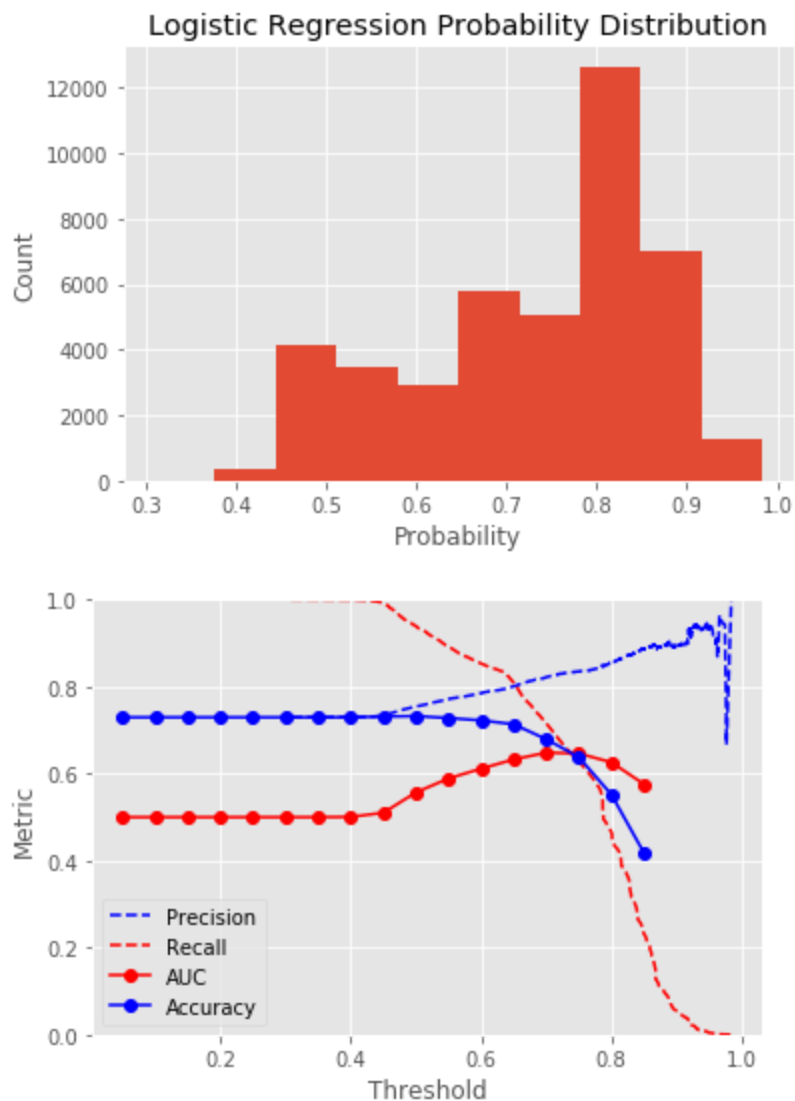 Logistic Regression Probability Distribution
12000
10000
8000
6000
4000
2000
0
Count
0.3 0.4 0.5 0.6 0.7 0.8 0.9 1.0
Probability
1.0
0.8
0.6
0.4
0.2
0.0
Metric
Precision
Recall
AUC
Accuracy
0.2 0.4 0.6 0.8 1.0
Threshold